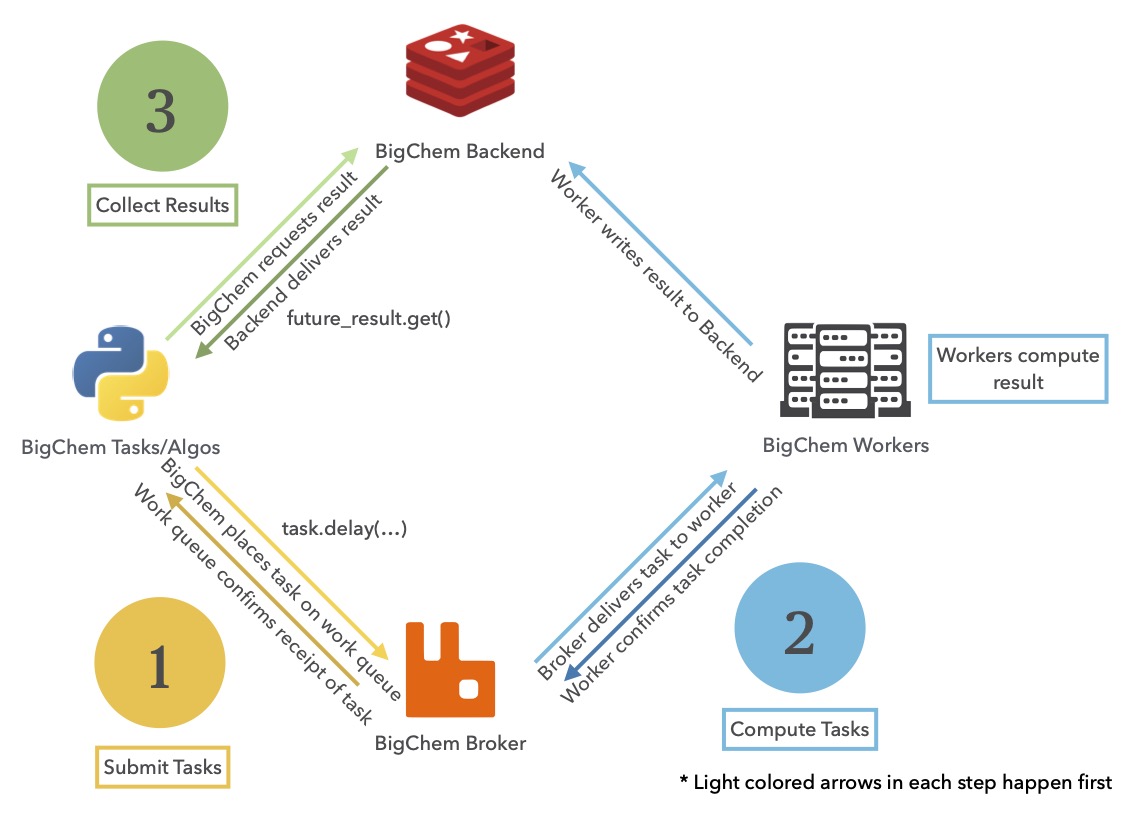 3
BigChem Backend
Collect Results
BigChem requests result
Backend delivers result
future_result.get()
Worker writes result to Backend
Workers compute
result
BigChem Tasks/Algos
BigChem Workers
BigChem places task on work queue
Work queue confirms receipt of task
task.delay(...)
Broker delivers task to worker
Worker confirms task completion
1
2
BigChem Broker
Compute Tasks
Submit Tasks
* Light colored arrows in each step happen first